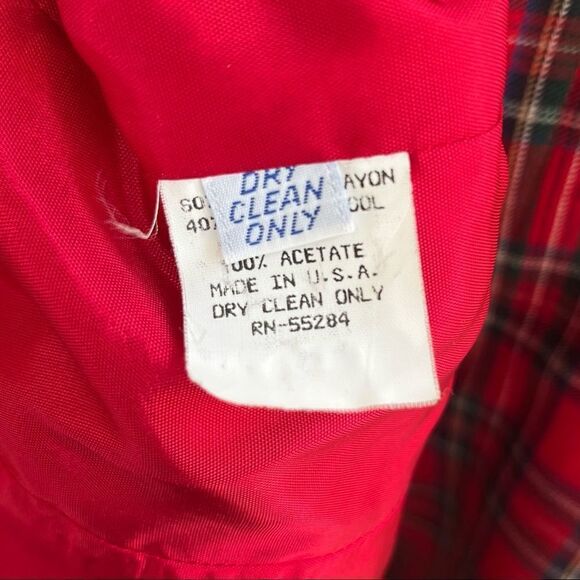 DRY
CLEAN
ONLY
100% ACETATE
MADE IN U.S.A.
DRY CLEAN ONLY
RN-55284